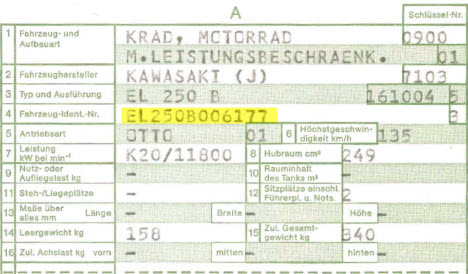 A
Schlüssel-Nr.
1 Fahrzeug- und Aufbauart KRAD, MOTORRAD 0900
M.LEISTUNGSBESCHRAENK. 01
2 Fahrzeughersteller KAWASAKI (J) 7103
3 Typ und Ausführung EL 250 B 161004 5
4 Fahrzeug-Ident.-Nr. EL250B006177 3
5 Antriebsart OTTO 01 6 Höchstgeschwin-digkeit km/h 135
7 Leistung kW bei min⁻¹ K20/11800 8 Hubraum cm³ 249
9 Nutz- oder Aufliegelast kg - 10 Rauminhalt des Tanks m³ -
11 Steh-/Liegeplätze - 12 Sitzplätze einschl. Führerpl. u. Nots. 2
13 Maße über alles mm Länge - Breite - Höhe -
14 Leergewicht kg 158 15 Zul. Gesamt-gewicht kg 340
16 Zul. Achslast kg vorn - mitten - hinten -